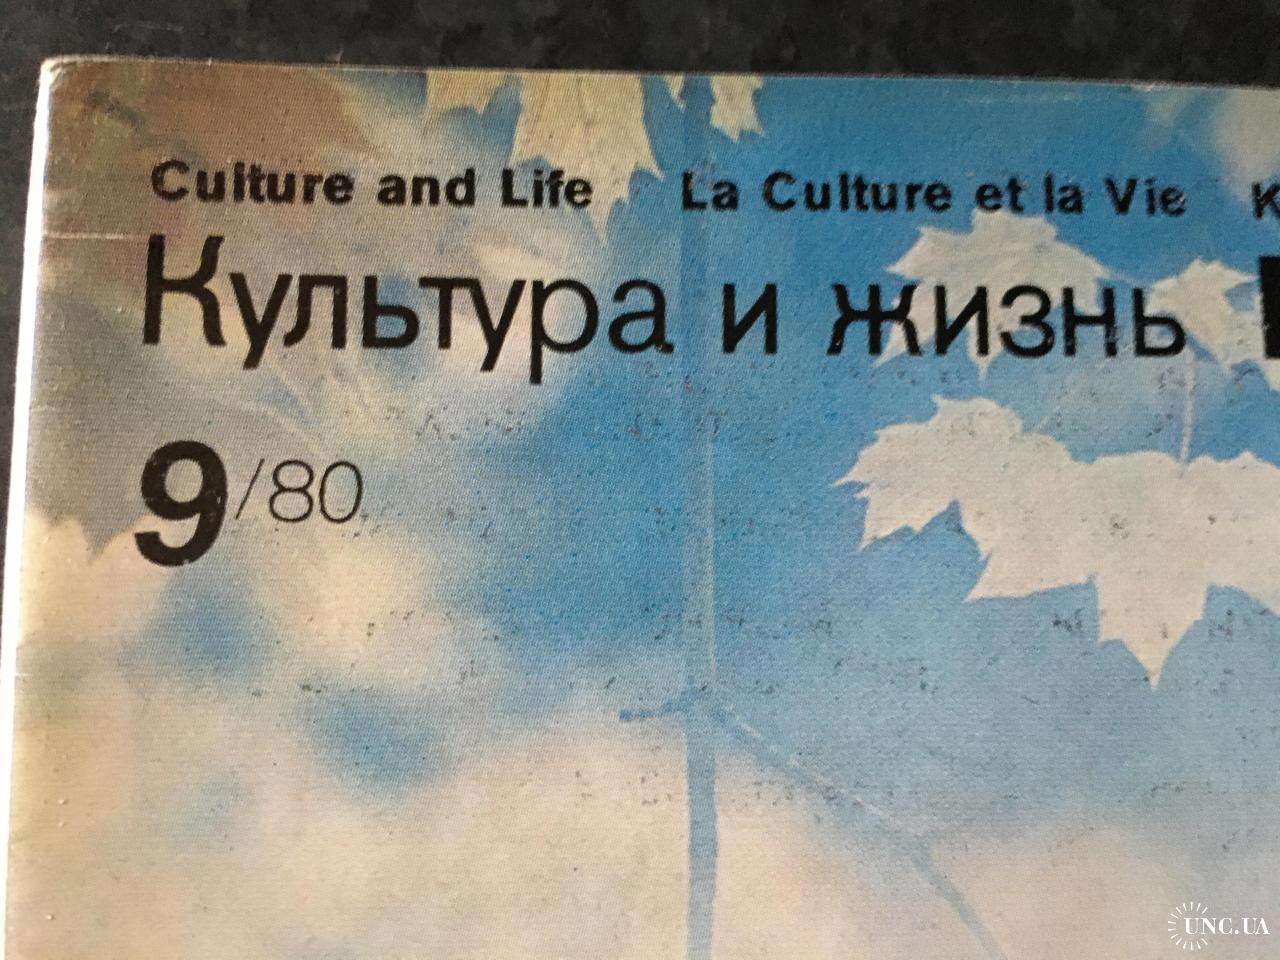 Culture and Life La Culture et la Vie
Культура и жизнь
9/80
UNC.UA